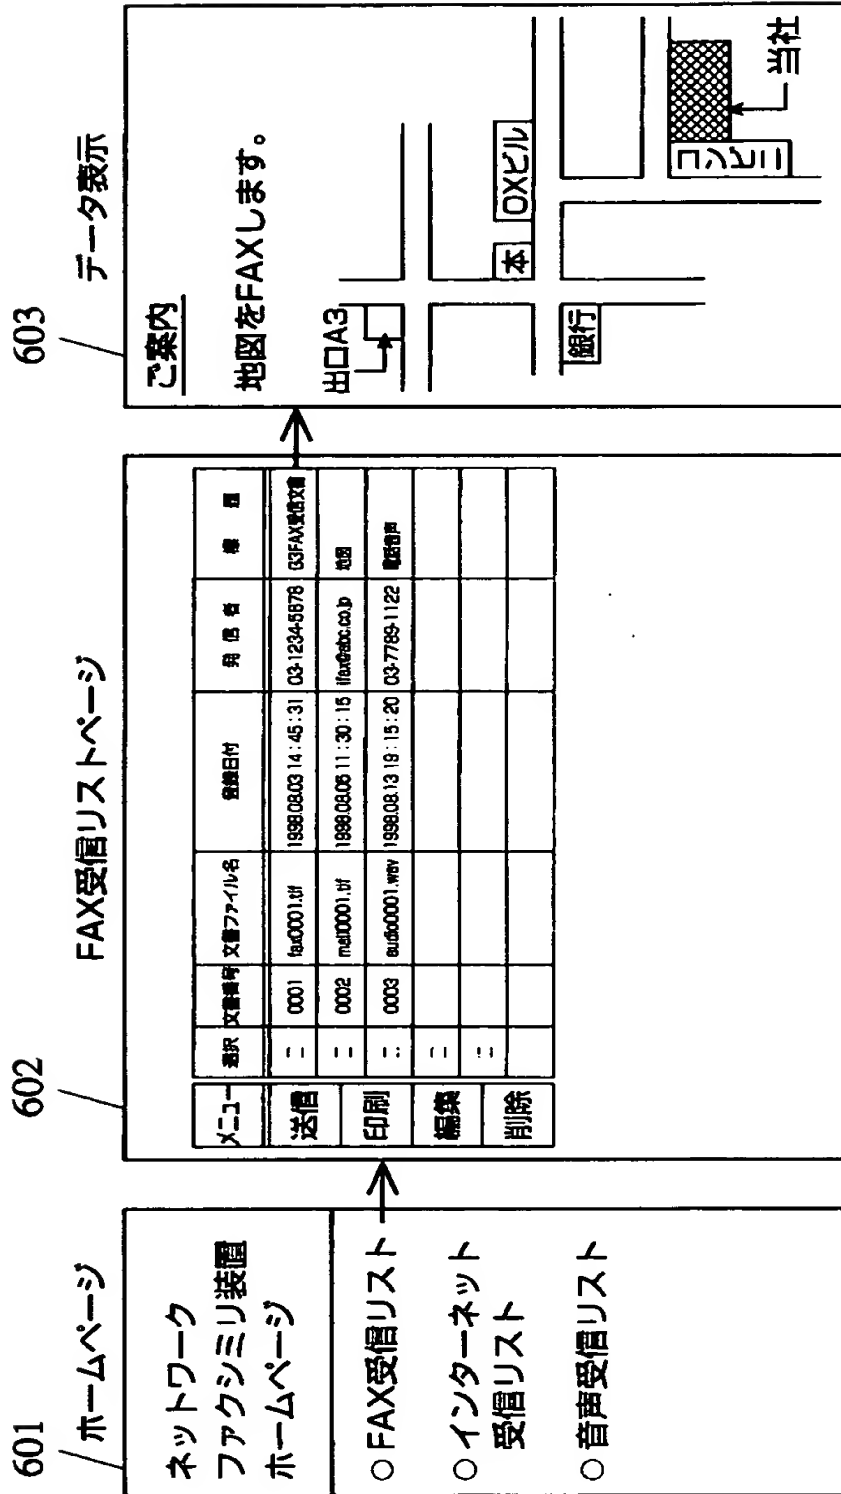 601
ホームページ
ネットワーク
ファクシミリ装置
ホームページ
○ FAX受信リスト
○ インターネット
受信リスト
○ 音声受信リスト
602
FAX受信リストページ
メニュー 選択 文書番号 文書ファイル名 登録日付 発信者 標題
送信
印刷
編集
削除
0001 fax0001.tif 1998.08.03 14:45:31 03-1234-5678 G3FAX受信文書
0002 mail0001.tif 1998.08.06 11:30:15 ifax@abc.co.jp 地図
0003 audio0001.wav 1998.08.13 19:15:20 03-7789-1122 電話音声
603
データ表示
ご案内
地図をFAXします。
出口A3
本
OXビル
銀行
コンビニ
当社